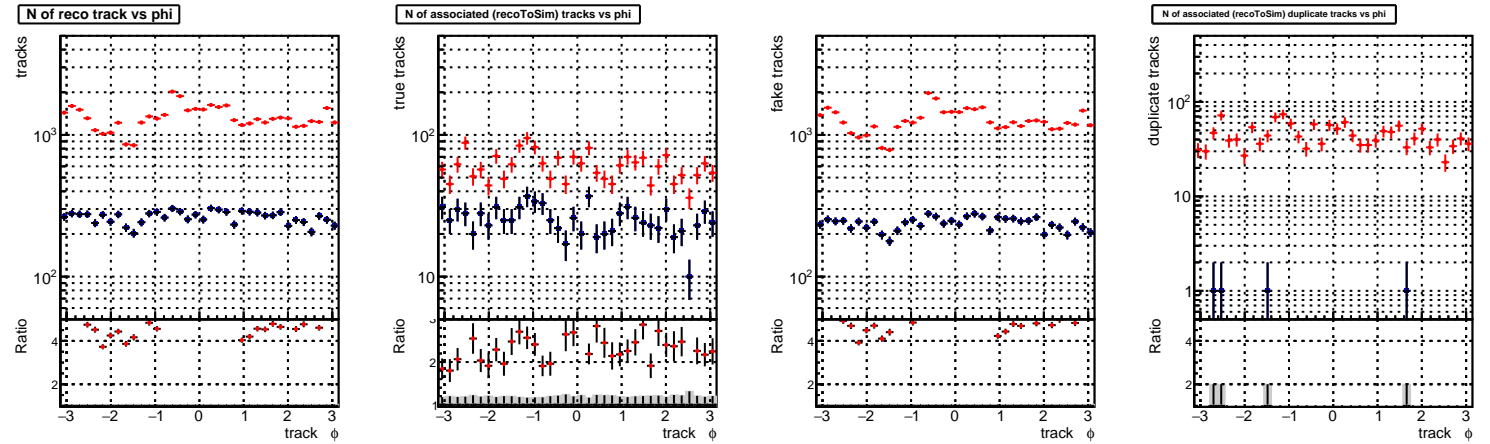 N of reco track vs phi
tracks
10³
10²
Ratio
4
2
−3 −2 −1 0 1 2 3
track ϕ
N of associated (recoToSim) tracks vs phi
true tracks
10²
10
Ratio
3
2
1
−3 −2 −1 0 1 2 3
track ϕ
fake tracks
10³
10²
Ratio
4
2
−3 −2 −1 0 1 2 3
track ϕ
N of associated (recoToSim) duplicate tracks vs phi
duplicate tracks
10²
10
1
Ratio
4
2
−3 −2 −1 0 1 2 3
track ϕ